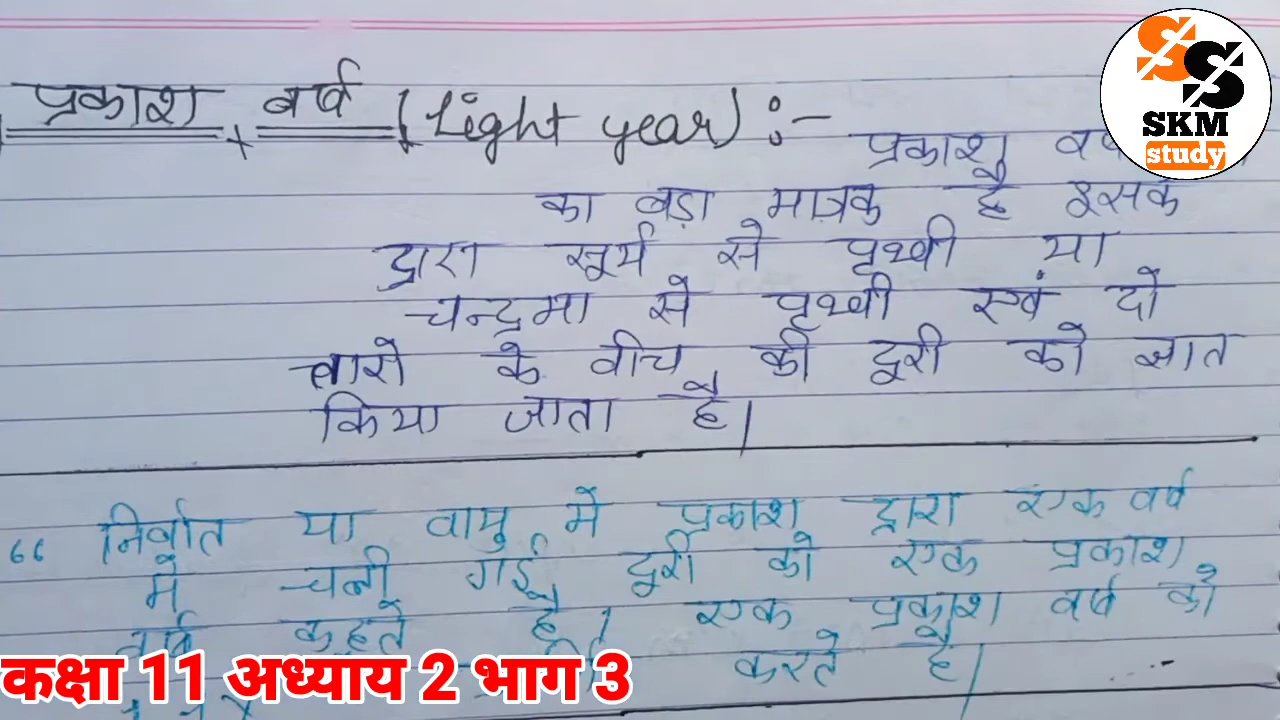 प्रकाश वर्ष (Light year) :-
प्रकाश
का बड़ा मात्रक है इसके
द्वारा सूर्य से पृथ्वी या
चन्द्रमा से पृथ्वी एवं दो
तारो के बीच की दूरी को ज्ञात
किया जाता है।
“ निर्वात या वायु में प्रकाश द्वारा एक वर्ष
में चली गई दूरी को एक प्रकाश
वर्ष कहते है। एक प्रकाश वर्ष को
करते है।
SS
SKM
study
कक्षा 11 अध्याय 2 भाग 3